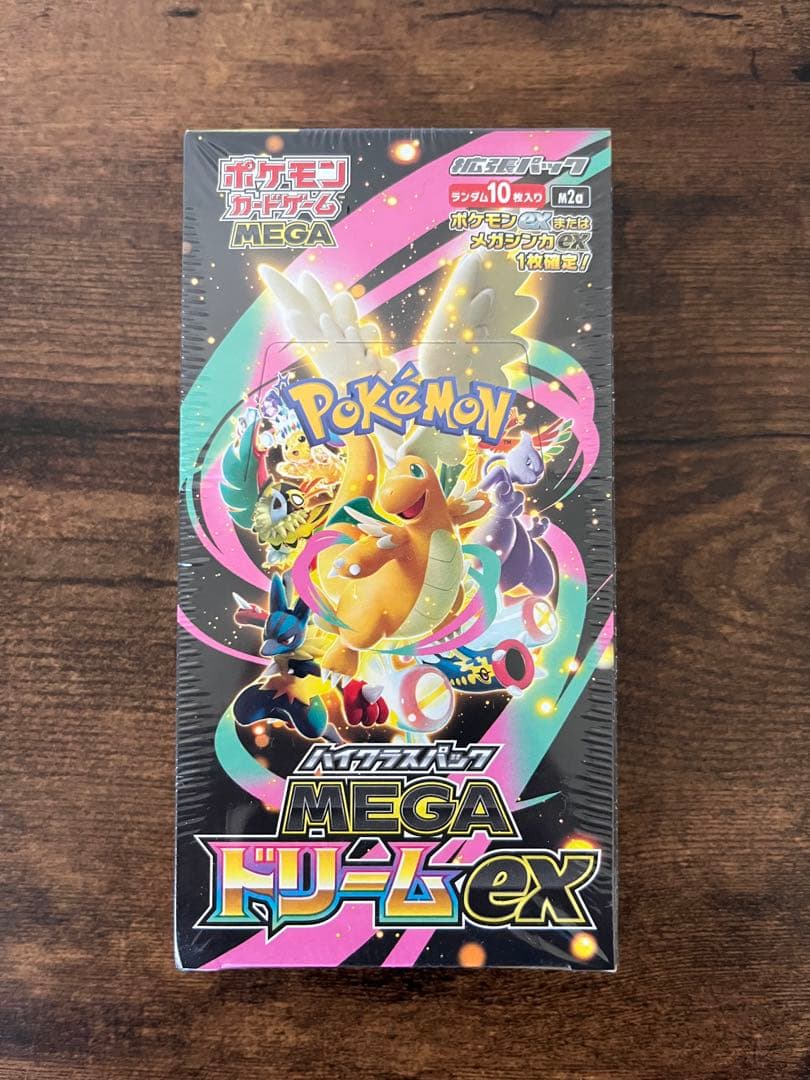 ポケモン
カードゲーム
MEGA
拡張パック
ランダム10枚入り M2a
ポケモンexまたは
メガシンカex
1枚確定!
POKÉMON
TM
ハイクラスパック
MEGA
ドリームex